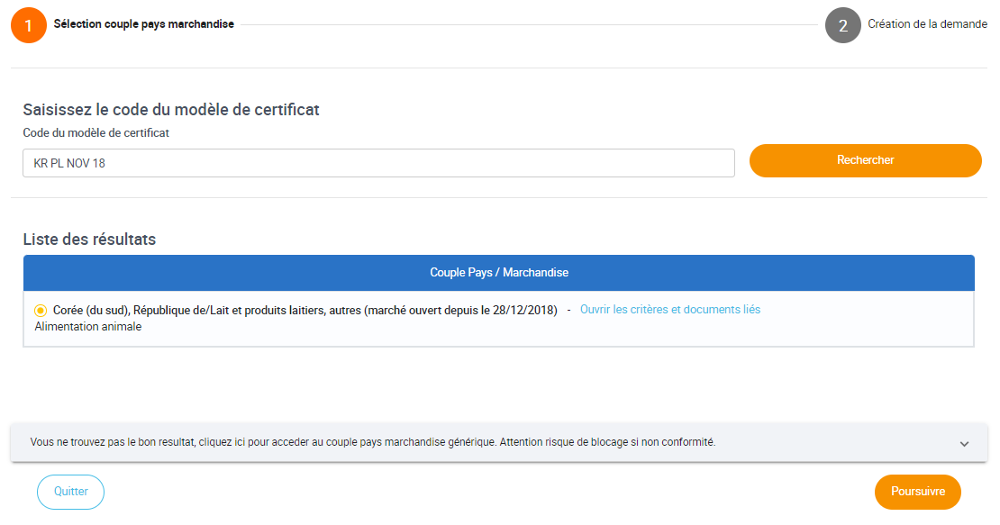 1 Sélection couple pays marchandise
2 Création de la demande
Saisissez le code du modèle de certificat
Code du modèle de certificat
KR PL NOV 18
Rechercher
Liste des résultats
Couple Pays / Marchandise
Corée (du sud), République de/Lait et produits laitiers, autres (marché ouvert depuis le 28/12/2018) - Ouvrir les critères et documents liés
Alimentation animale
Vous ne trouvez pas le bon resultat, cliquez ici pour acceder au couple pays marchandise générique. Attention risque de blocage si non conformité.
Quitter
Poursuivre